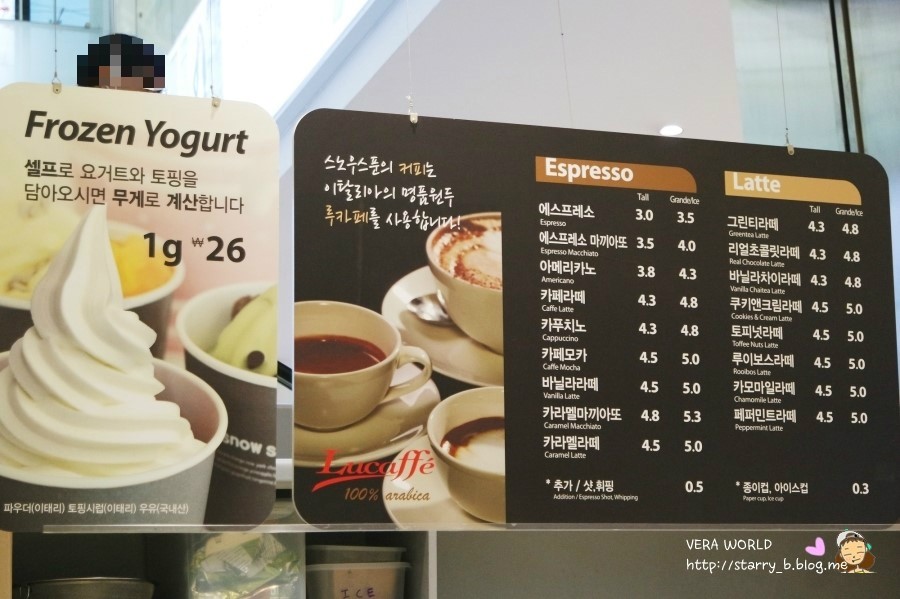 Frozen Yogurt
셀프로 요거트와 토핑을
담아오시면 무게로 계산합니다
1g ₩26
snow s
파우더(이태리) 토핑시럽(이태리) 우유(국내산)
스노우스푼의 커피는
이탈리아의 명품원두
루카페를 사용합니다!
Lucaffé
100% arabica
Espresso
Tall Grande/Ice
에스프레소 3.0 3.5
Espresso
에스프레소 마끼아또 3.5 4.0
Espresso Macchiato
아메리카노 3.8 4.3
Americano
카페라떼 4.3 4.8
Caffe Latte
카푸치노 4.3 4.8
Cappuccino
카페모카 4.5 5.0
Caffe Mocha
바닐라라떼 4.5 5.0
Vanilla Latte
카라멜마끼아또 4.8 5.3
Caramel Macchiato
카라멜라떼 4.5 5.0
Caramel Latte
* 추가 / 샷,휘핑 0.5
Addition / Espresso Shot, Whipping
Latte
Tall Grande/Ice
그린티라떼 4.3 4.8
Greentea Latte
리얼초콜릿라떼 4.3 4.8
Real Chocolate Latte
바닐라차이라떼 4.3 4.8
Vanilla Chaitea Latte
쿠키앤크림라떼 4.5 5.0
Cookies & Cream Latte
토피넛라떼 4.5 5.0
Toffee Nuts Latte
루이보스라떼 4.5 5.0
Rooibos Latte
카모마일라떼 4.5 5.0
Chamomile Latte
페퍼민트라떼 4.5 5.0
Peppermint Latte
* 종이컵, 아이스컵 0.3
Paper cup, Ice cup
ICE
VERA WORLD
http://starry_b.blog.me